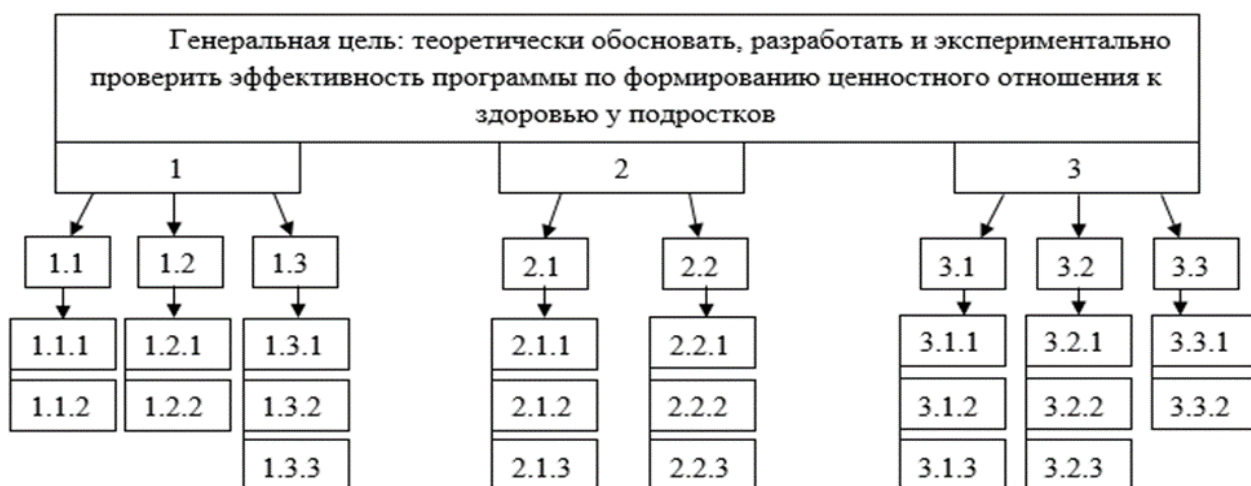 Генеральная цель: теоретически обосновать, разработать и экспериментально
проверить эффективность программы по формированию ценностного отношения к
здоровью у подростков
1 2 3
1.1 1.2 1.3 2.1 2.2 3.1 3.2 3.3
1.1.1 1.2.1 1.3.1 2.1.1 2.2.1 3.1.1 3.2.1 3.3.1
1.1.2 1.2.2 1.3.2 2.1.2 2.2.2 3.1.2 3.2.2 3.3.2
1.3.3 2.1.3 2.2.3 3.1.3 3.2.3